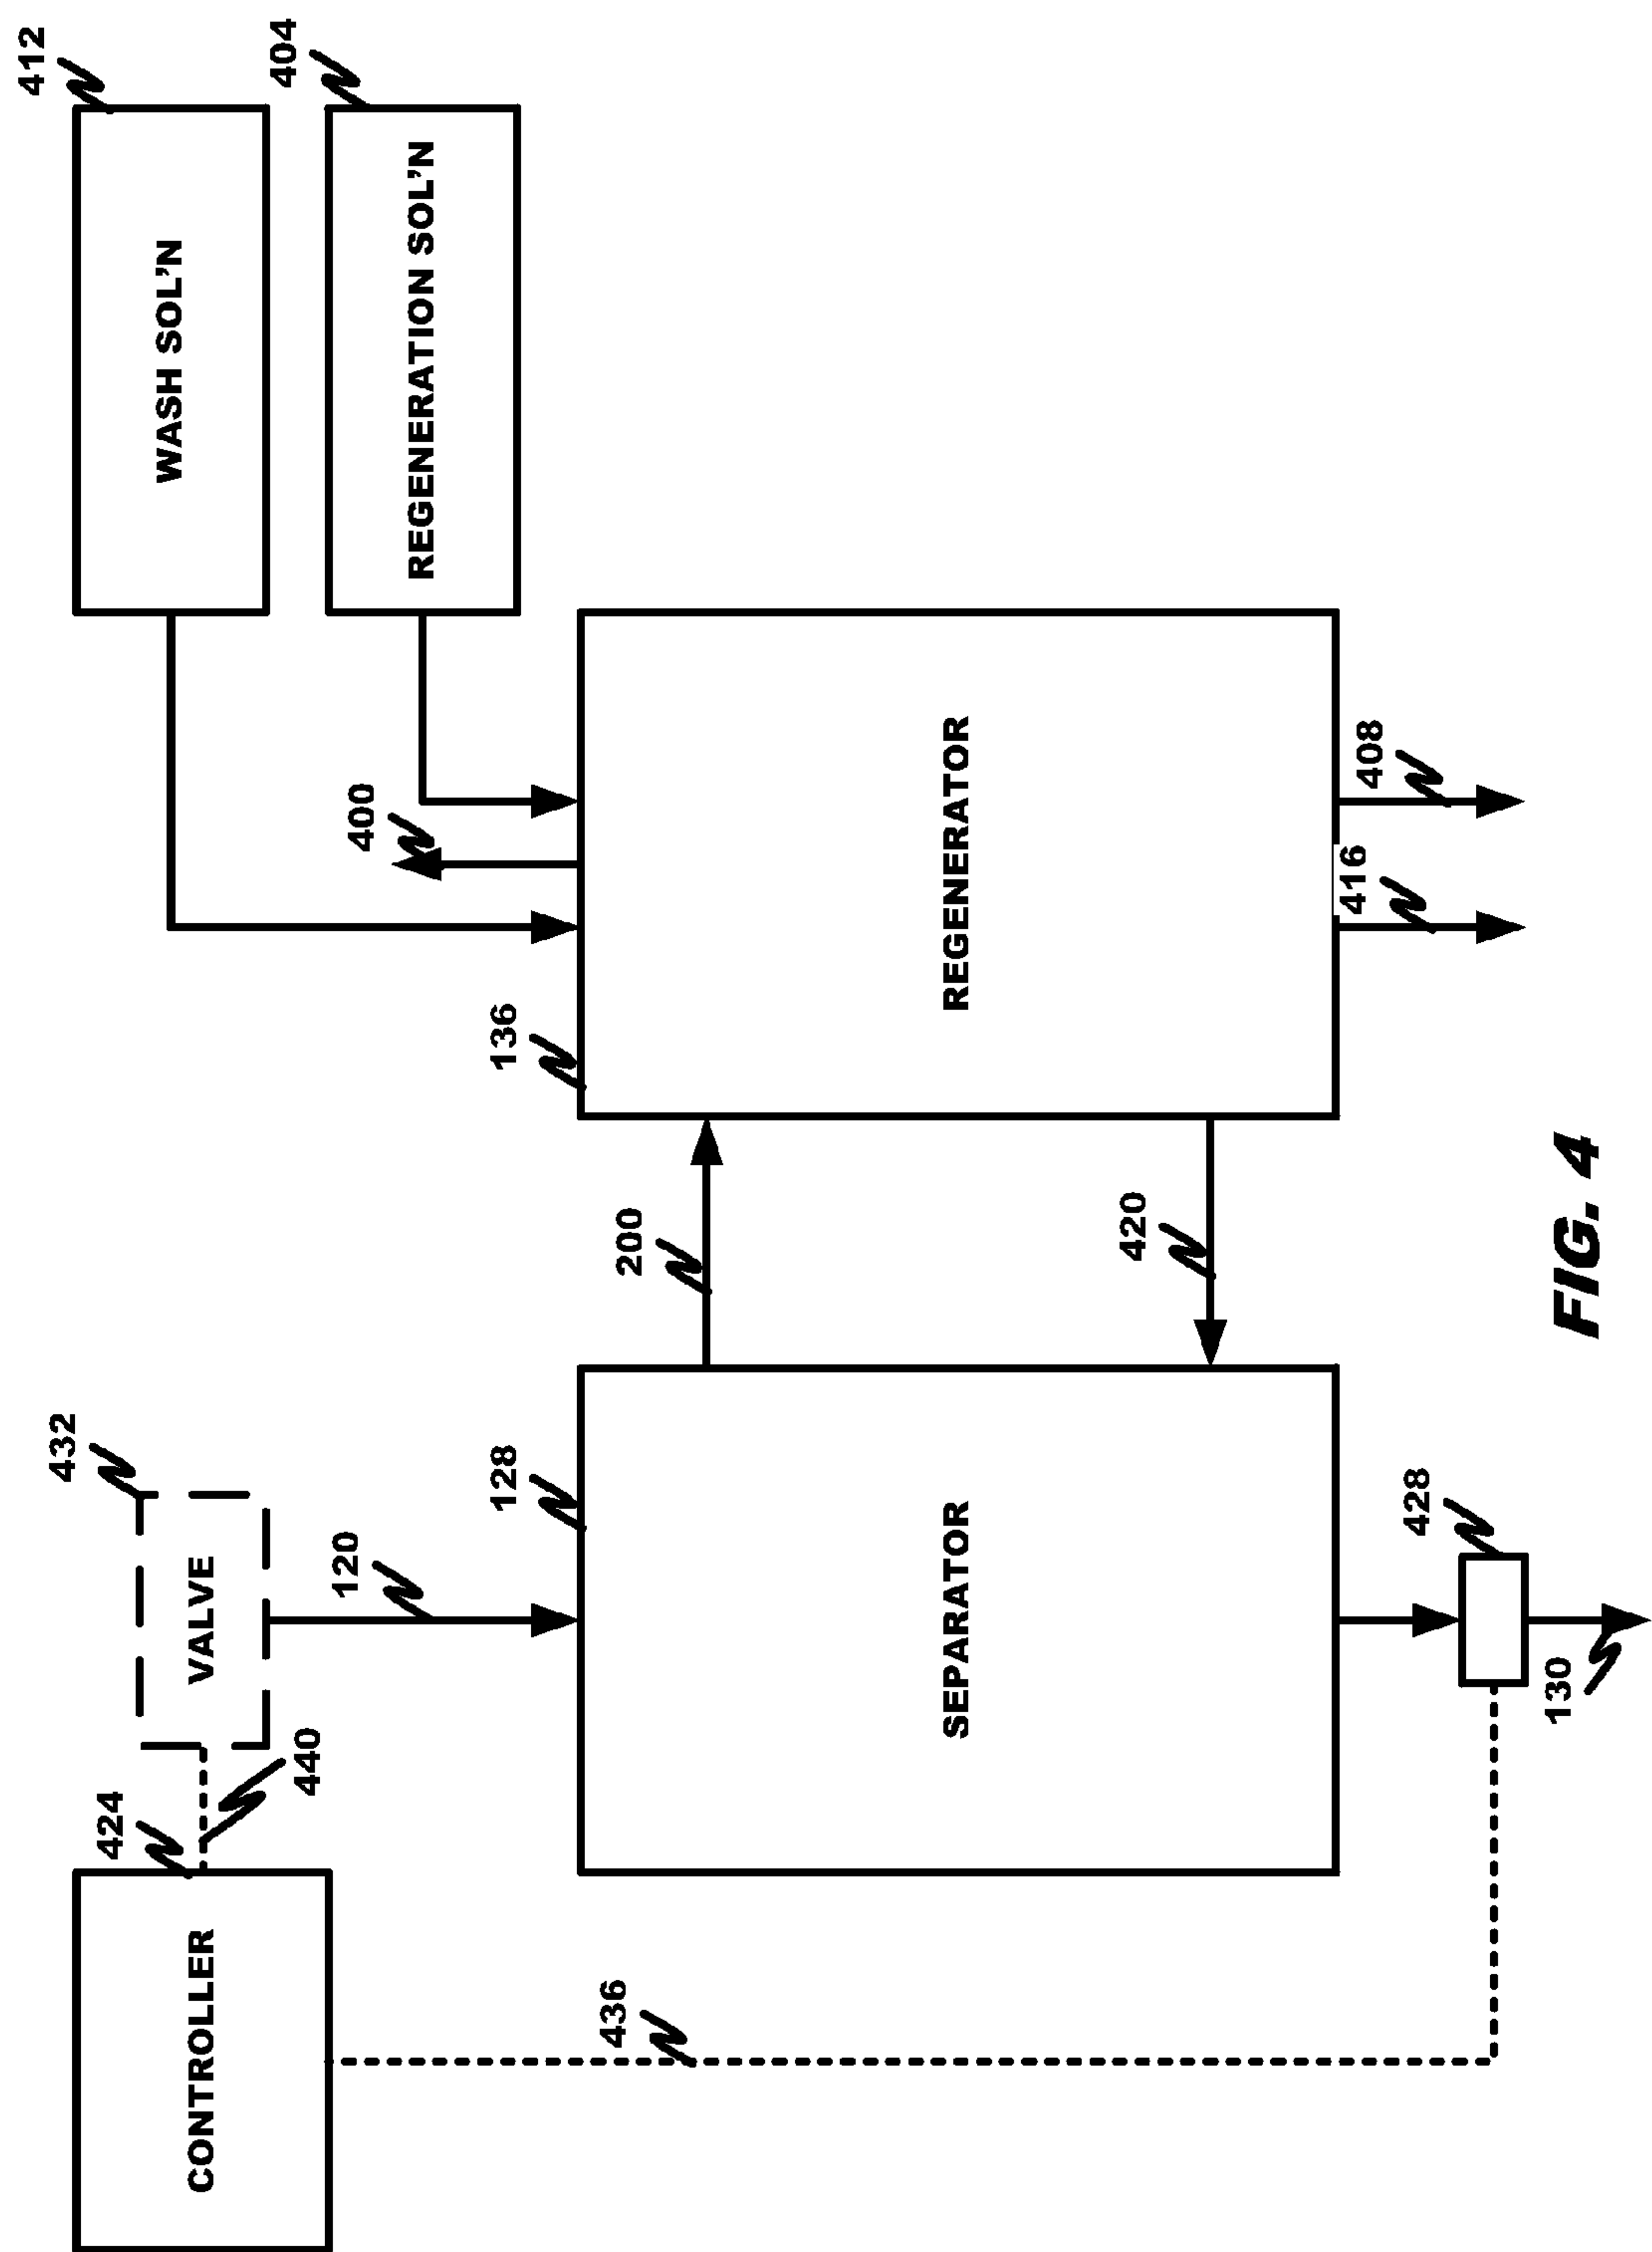 412
WASH SOL'N
404
REGENERATION SOL'N
400
136
REGENERATOR
408
416
200
420
432
VALVE
120
128
SEPARATOR
428
130
424
440
CONTROLLER
436
FIG. 4